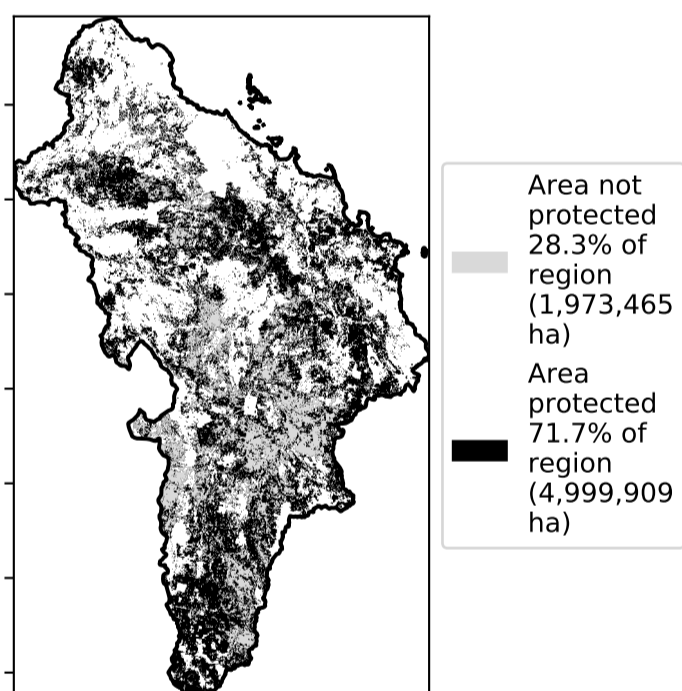 Area not
protected
28.3% of
region
(1,973,465
ha)
Area
protected
71.7% of
region
(4,999,909
ha)